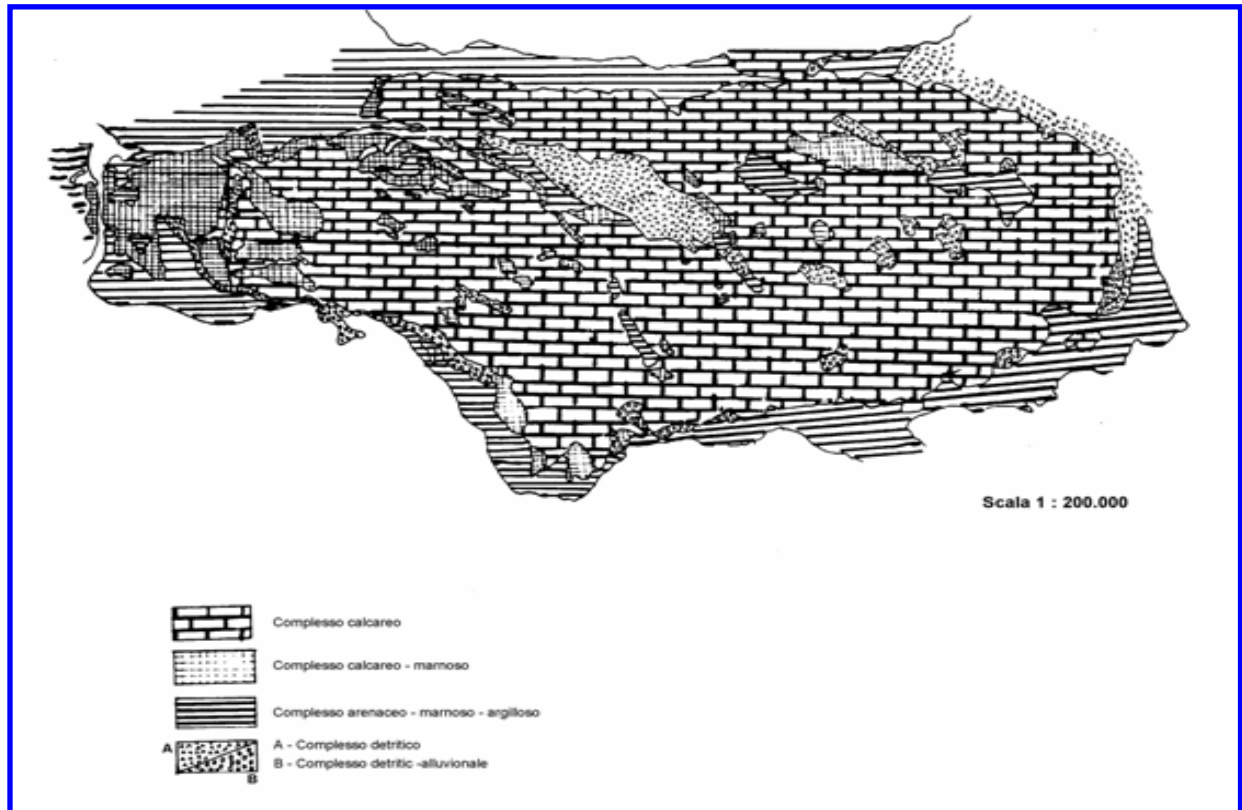 Scala 1 : 200.000
Complesso calcareo
Complesso calcareo - marnoso
Complesso arenaceo - marnoso - argilloso
A
A - Complesso detritico
B - Complesso detritic -alluvionale
B